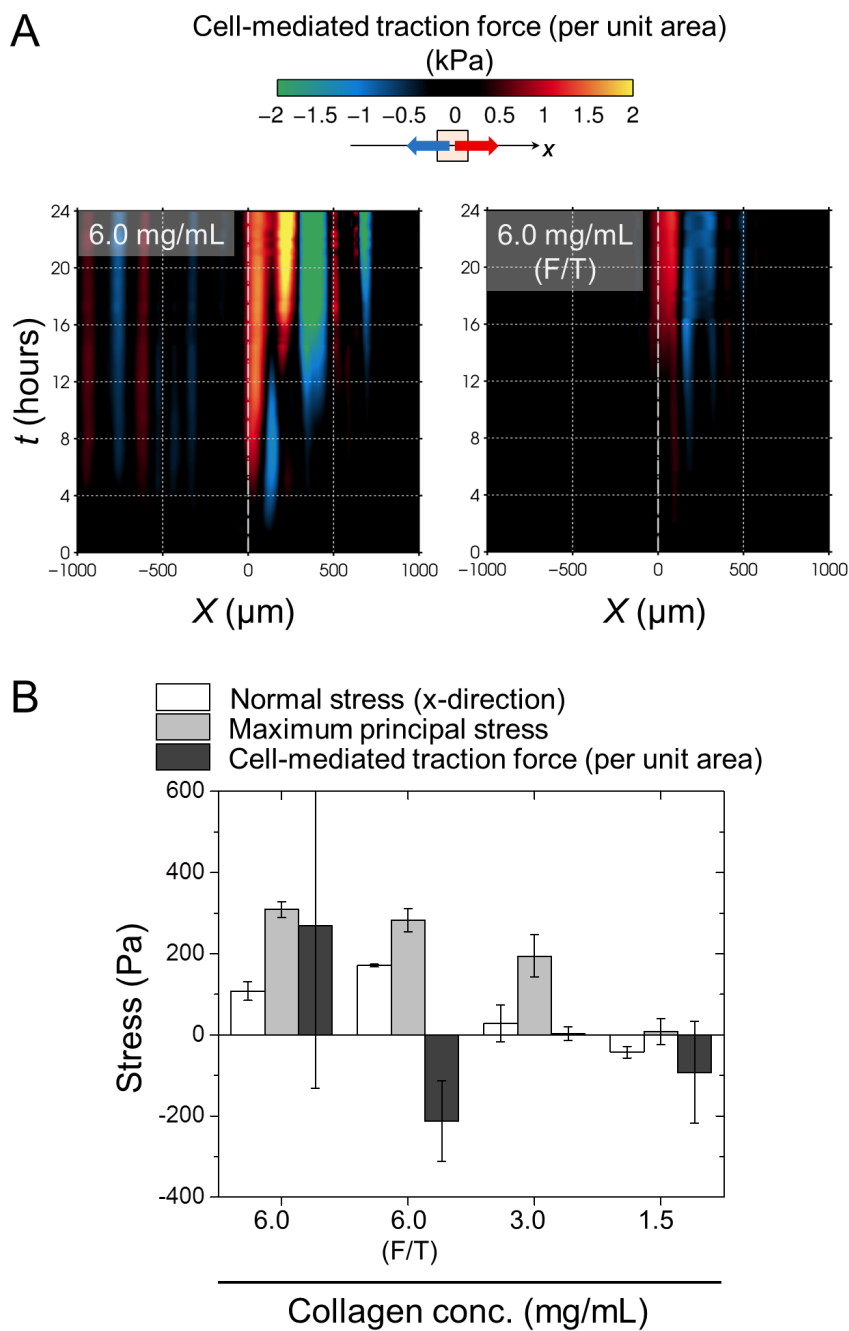 A
Cell-mediated traction force (per unit area)
(kPa)
−2 −1.5 −1 −0.5 0 0.5 1 1.5 2
x
6.0 mg/mL
24
20
16
12
8
4
0
t (hours)
−1000 −500 0 500 1000
X (µm)
6.0 mg/mL
(F/T)
24
20
16
12
8
4
0
−1000 −500 0 500 1000
X (µm)
B
Normal stress (x-direction)
Maximum principal stress
Cell-mediated traction force (per unit area)
600
400
200
0
-200
-400
Stress (Pa)
6.0 6.0 3.0 1.5
(F/T)
Collagen conc. (mg/mL)